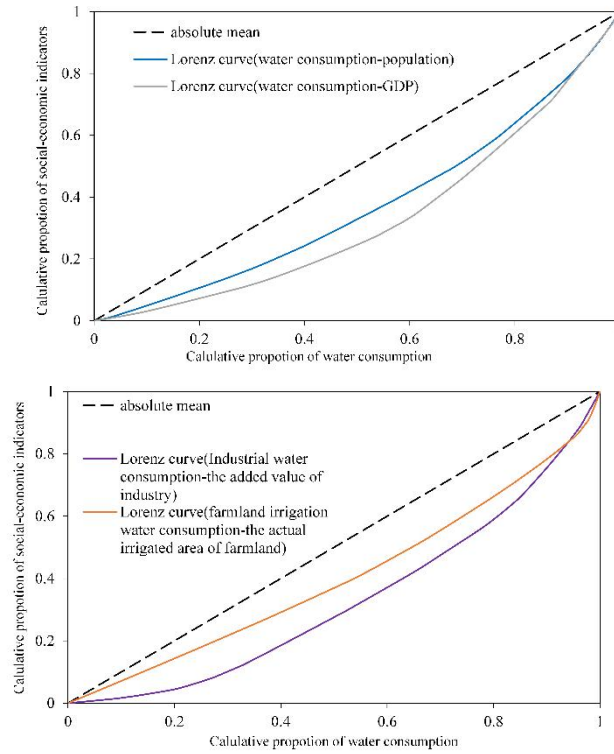 1
absolute mean
Lorenz curve(water consumption-population)
0.8
Lorenz curve(water consumption-GDP)
0.6
0.4
0.2
0
0
0.2
0.4
0.6
0.8
Calulative propotion of social-economic indicators
Calulative propotion of water consumption
1
absolute mean
0.8
Lorenz curve(Industrial water
consumption-the added value of
industry)
Lorenz curve(farmland irrigation
water consumption-the actual
irrigated area of farmland)
0.6
0.4
0.2
0
0
0.2
0.4
0.6
0.8
1
Calulative propotion of social-economic indicators
Calulative propotion of water consumption